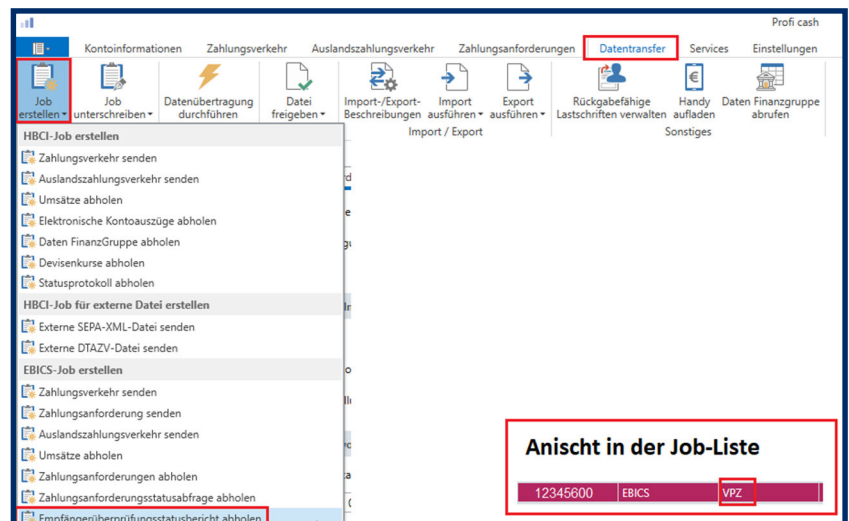 Profi cash
Kontoinformationen Zahlungsverkehr Auslandszahlungsverkehr Zahlungsanforderungen Datentransfer Services Einstellungen
Job erstellen
Job unterschreiben
Datenübertragung durchführen
Datei freigeben
Import-/Export-Beschreibungen
Import ausführen
Export ausführen
Rückgabefähige Lastschriften verwalten
Handy aufladen
Daten Finanzgruppe abrufen
Import / Export
Sonstiges
HBCI-Job erstellen
Zahlungsverkehr senden
Auslandszahlungsverkehr senden
Umsätze abholen
Elektronische Kontoauszüge abholen
Daten FinanzGruppe abholen
Devisenkurse abholen
Statusprotokoll abholen
HBCI-Job für externe Datei erstellen
Externe SEPA-XML-Datei senden
Externe DTAZV-Datei senden
EBICS-Job erstellen
Zahlungsverkehr senden
Zahlungsanforderung senden
Auslandszahlungsverkehr senden
Umsätze abholen
Zahlungsanforderungen abholen
Zahlungsanforderungsstatusabfrage abholen
Empfängerüberprüfungsstatusbericht abholen
Anischt in der Job-Liste
12345600 EBICS VPZ